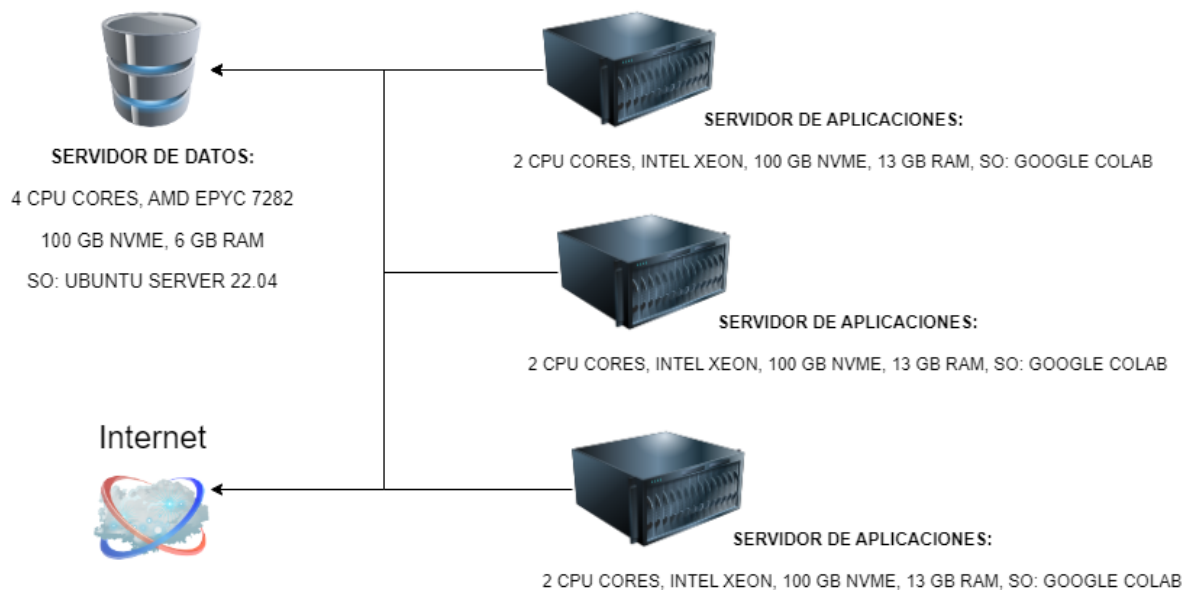 SERVIDOR DE DATOS:
4 CPU CORES, AMD EPYC 7282
100 GB NVME, 6 GB RAM
SO: UBUNTU SERVER 22.04
Internet
SERVIDOR DE APLICACIONES:
2 CPU CORES, INTEL XEON, 100 GB NVME, 13 GB RAM, SO: GOOGLE COLAB
SERVIDOR DE APLICACIONES:
2 CPU CORES, INTEL XEON, 100 GB NVME, 13 GB RAM, SO: GOOGLE COLAB
SERVIDOR DE APLICACIONES:
2 CPU CORES, INTEL XEON, 100 GB NVME, 13 GB RAM, SO: GOOGLE COLAB